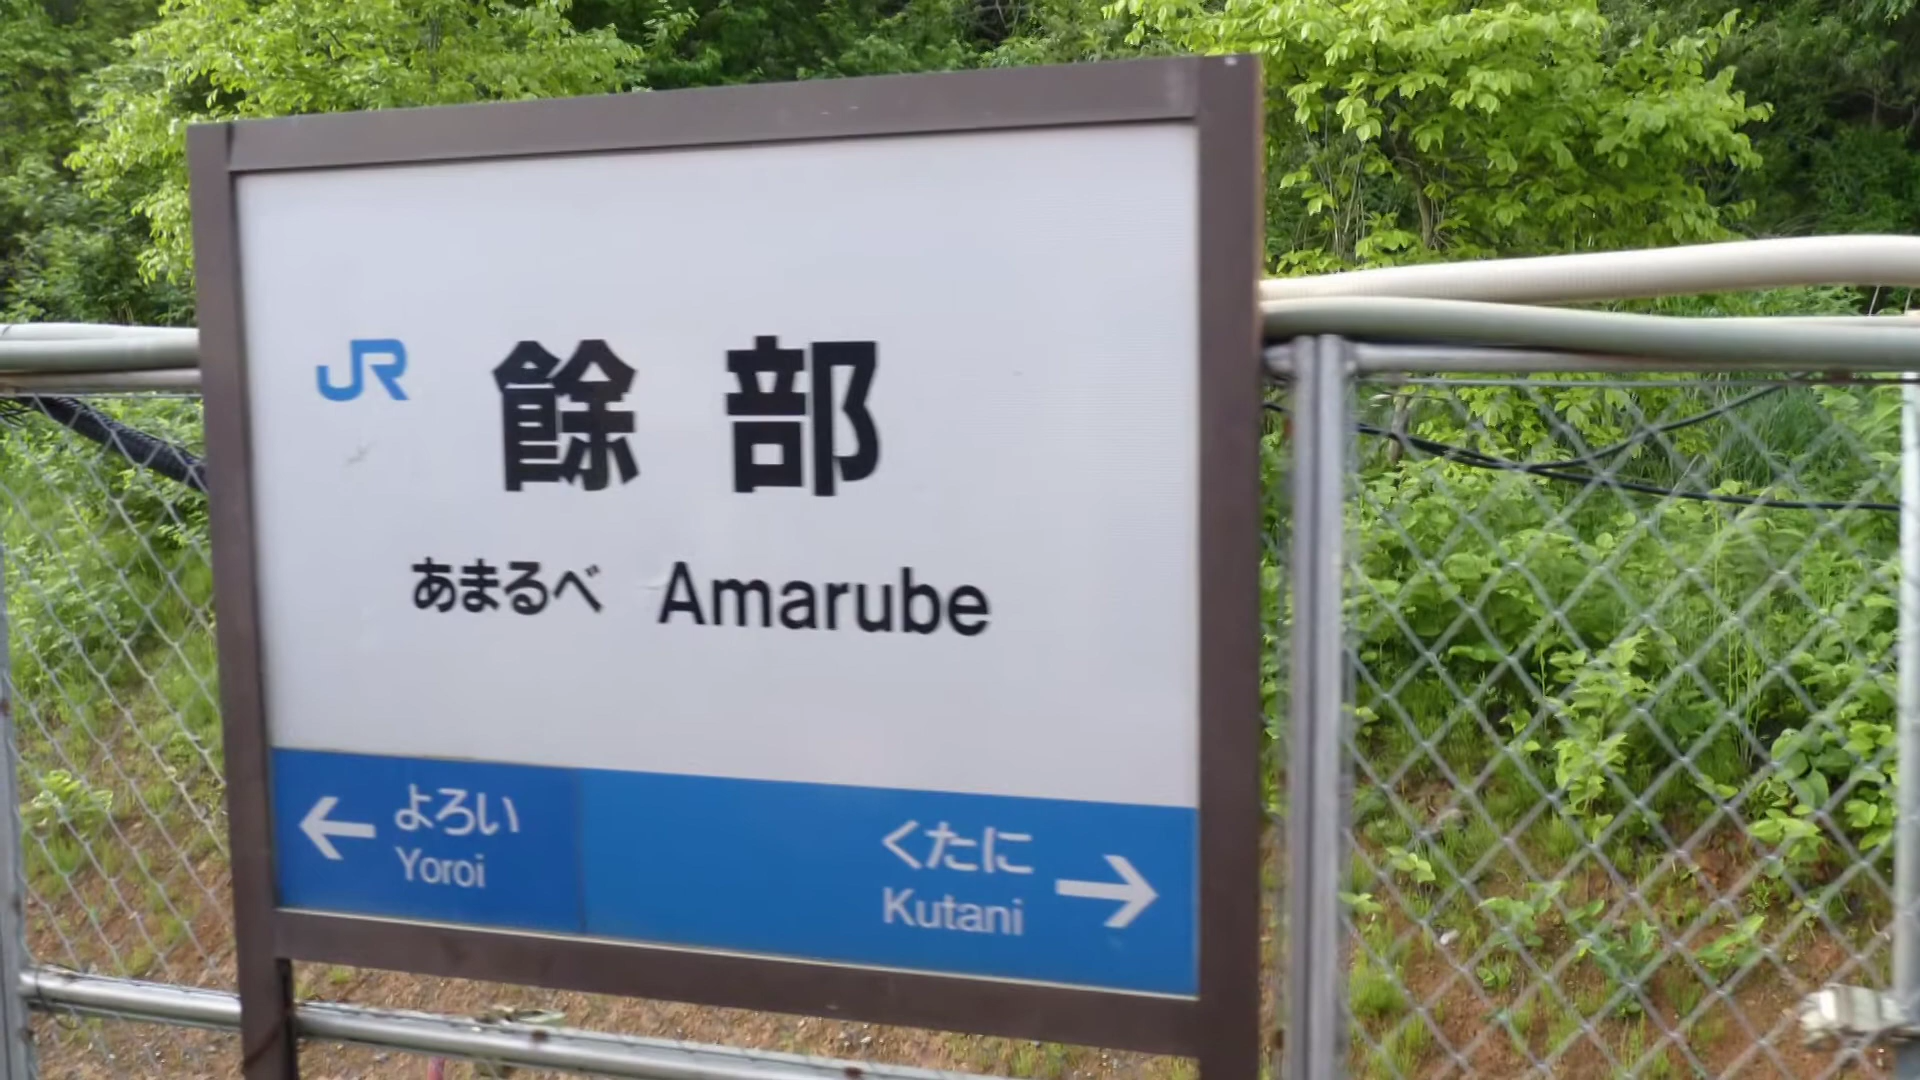 JR 餘部
あまるべ Amarube
← よろい
Yoroi
くたに →
Kutani